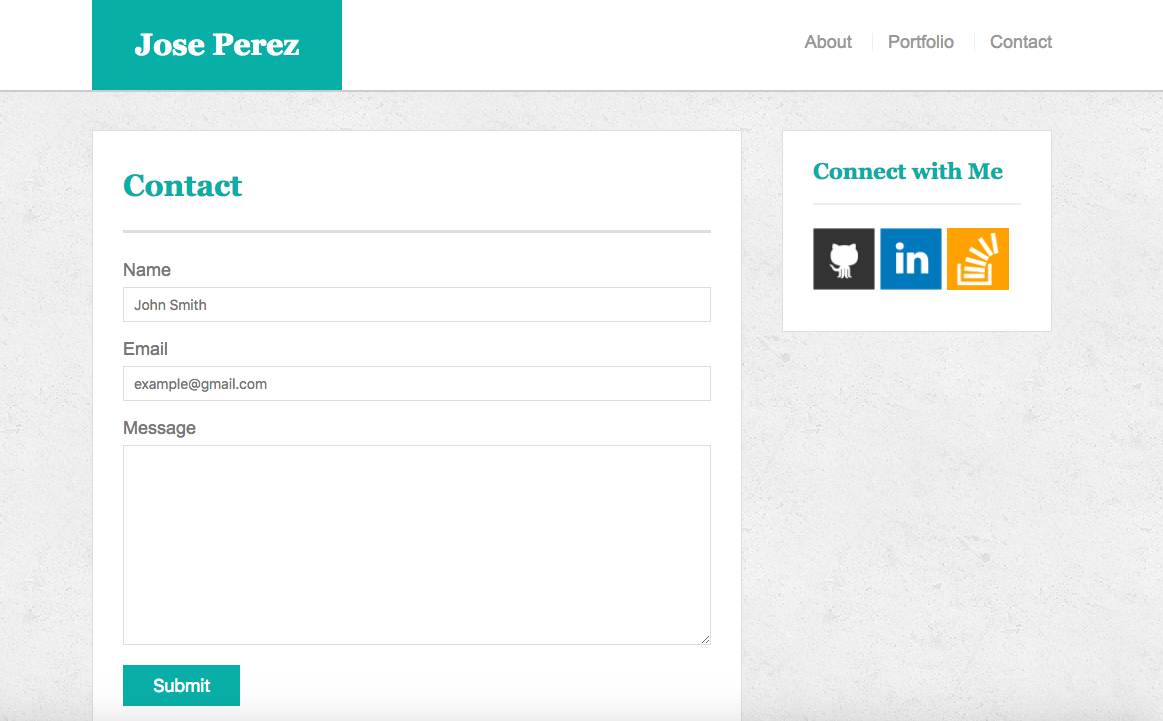 Jose Perez
About
Portfolio
Contact
Contact
Name
John Smith
Email
example@gmail.com
Message
Submit
Connect with Me
in